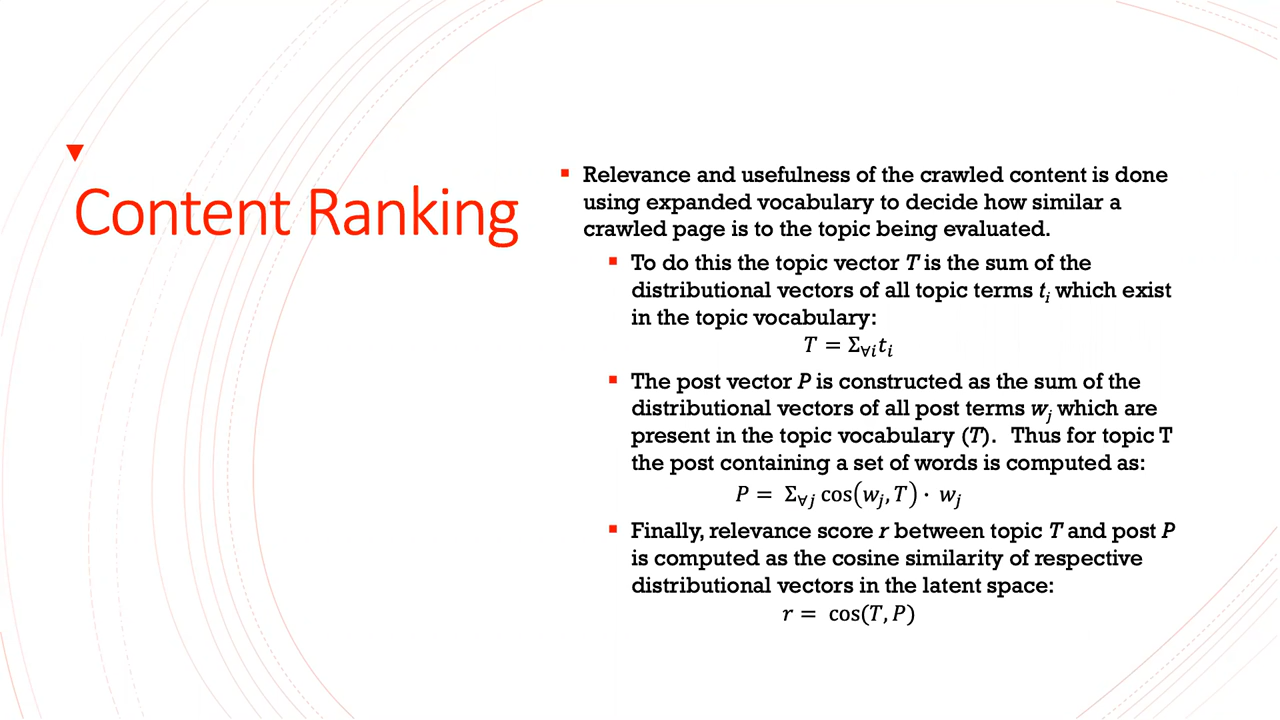 Content Ranking
Relevance and usefulness of the crawled content is done
using expanded vocabulary to decide how similar a
crawled page is to the topic being evaluated.
To do this the topic vector T is the sum of the
distributional vectors of all topic terms tᵢ which exist
in the topic vocabulary:
T = Σ∀i tᵢ
The post vector P is constructed as the sum of the
distributional vectors of all post terms wⱼ which are
present in the topic vocabulary (T). Thus for topic T
the post containing a set of words is computed as:
P = Σ∀j cos(wⱼ, T) · wⱼ
Finally, relevance score r between topic T and post P
is computed as the cosine similarity of respective
distributional vectors in the latent space:
r = cos(T, P)